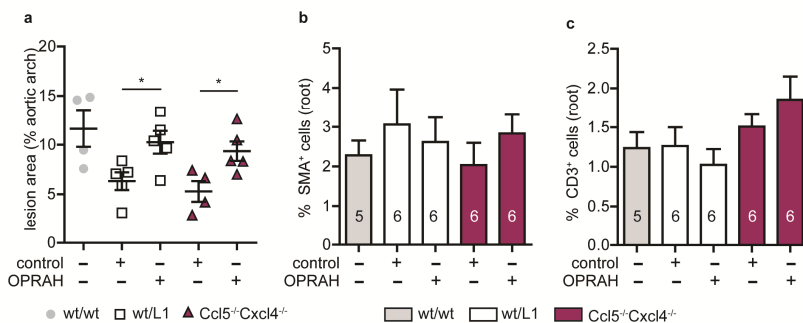 a
lesion area (% aortic arch)
20
15
10
5
0
*
*
control – + – + –
OPRAH – – + – +
wt/wt wt/L1 Ccl5-/-Cxcl4-/-
b
% SMA+ cells (root)
5
4
3
2
1
0
5 6 6 6 6
– + – + –
– – + – +
c
% CD3+ cells (root)
2.5
2.0
1.5
1.0
0.5
0.0
5 6 6 6 6
control – + – + –
OPRAH – – + – +
wt/wt wt/L1 Ccl5-/-Cxcl4-/-